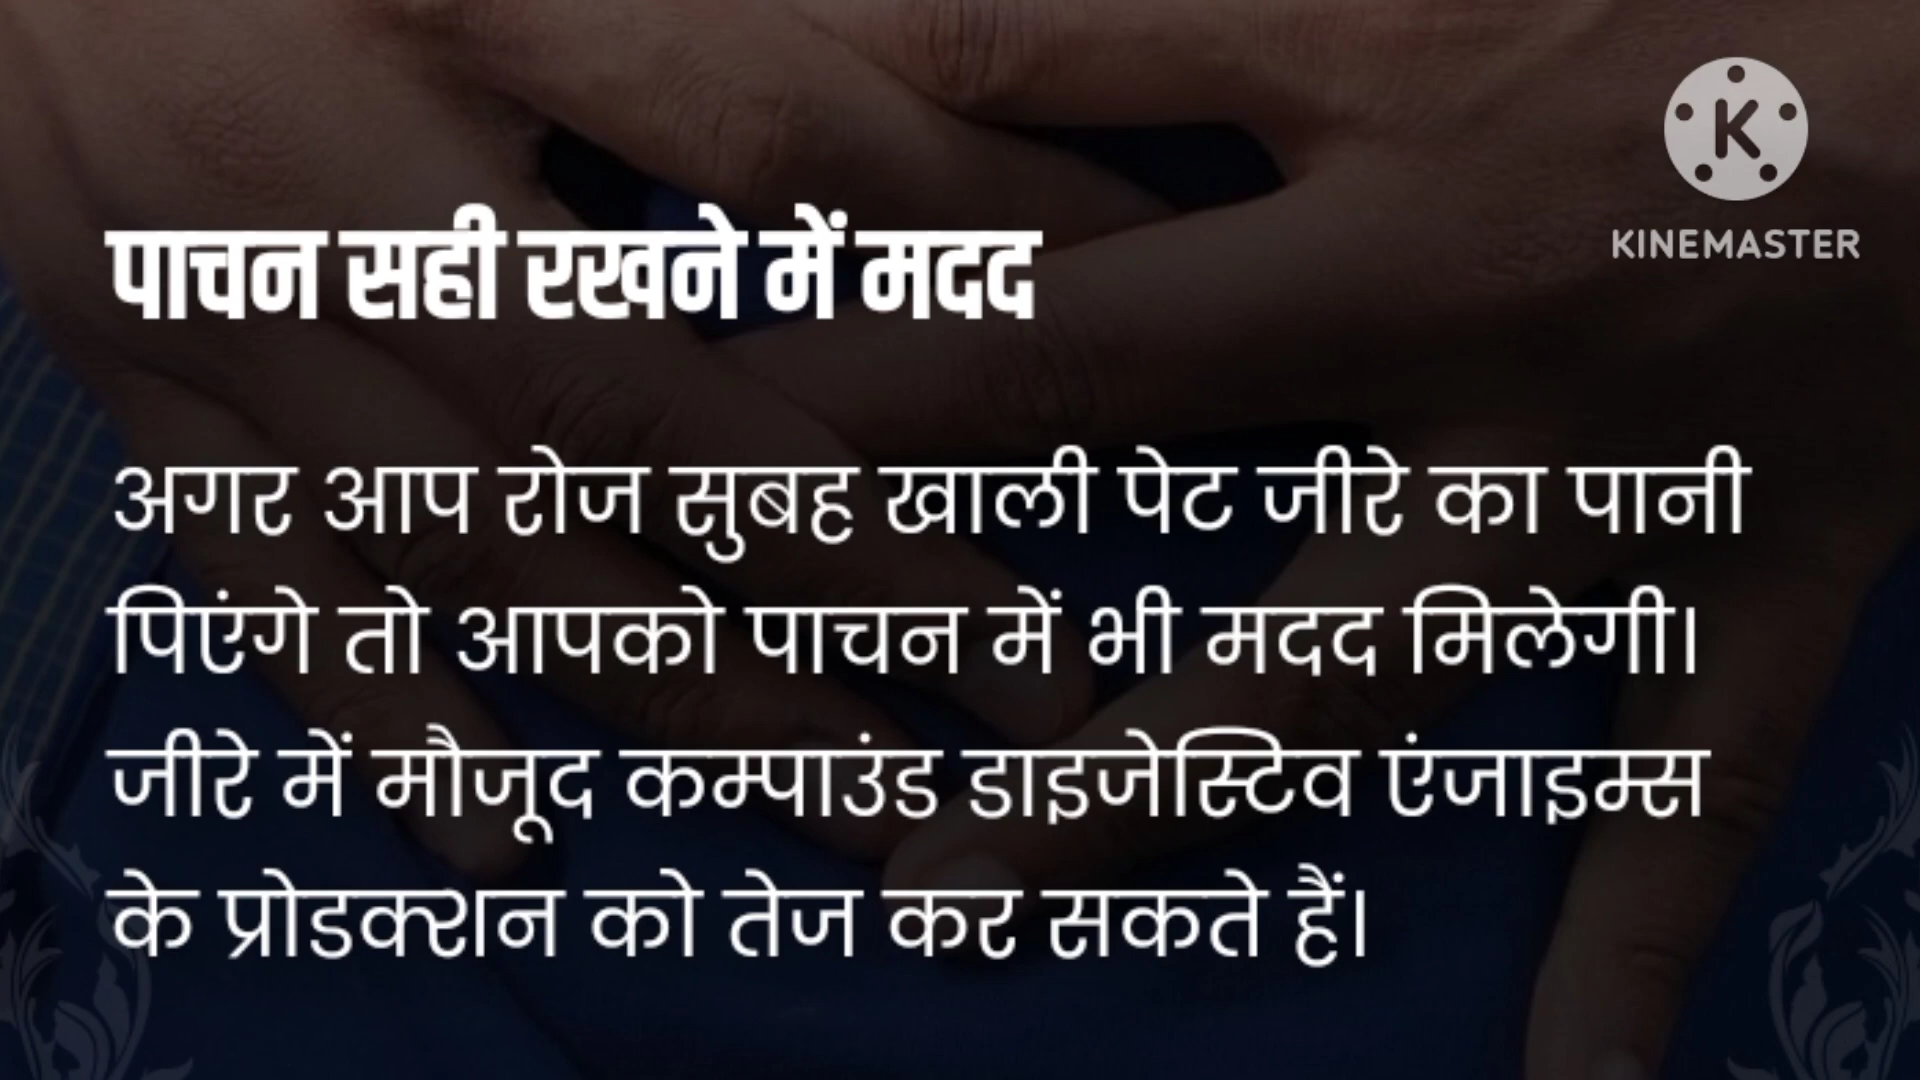 KINEMASTER
पाचन सही रखने में मदद
अगर आप रोज सुबह खाली पेट जीरे का पानी
पिएंगे तो आपको पाचन में भी मदद मिलेगी।
जीरे में मौजूद कम्पाउंड डाइजेस्टिव एंजाइम्स
के प्रोडक्शन को तेज कर सकते हैं।